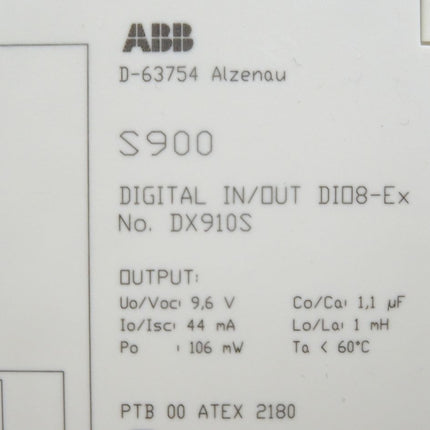 ABB
D-63754 Alzenau
S900
DIGITAL IN/OUT DIO8-Ex
No. DX910S
OUTPUT:
Uo/Voc: 9,6 V Co/Ca: 1,1 µF
Io/Isc: 44 mA Lo/La: 1 mH
Po : 106 mW Ta < 60°C
PTB 00 ATEX 2180